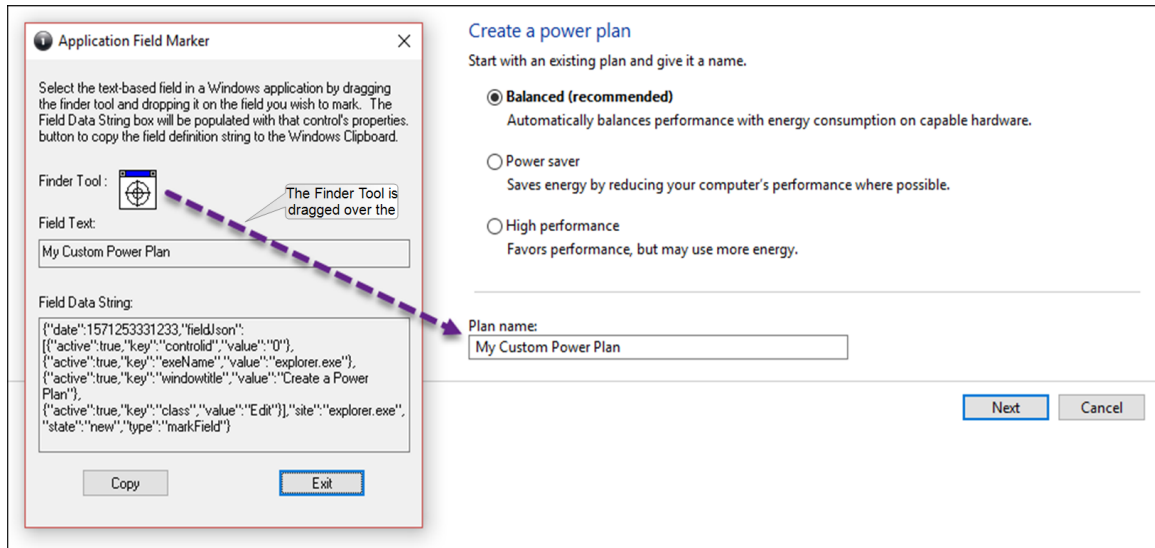 Application Field Marker
Select the text-based field in a Windows application by dragging
the finder tool and dropping it on the field you wish to mark. The
Field Data String box will be populated with that control's properties.
button to copy the field definition string to the Windows Clipboard.
Finder Tool :
The Finder Tool is
dragged over the
Field Text:
My Custom Power Plan
Field Data String:
{"date":1571253331233,"fieldJson":
[{"active":true,"key":"controlid","value":"0"},
{"active":true,"key":"exeName","value":"explorer.exe"},
{"active":true,"key":"windowtitle","value":"Create a Power
Plan"},
{"active":true,"key":"class","value":"Edit"}],"site":"explorer.exe",
"state":"new","type":"markField"}
Copy
Exit
Create a power plan
Start with an existing plan and give it a name.
Balanced (recommended)
Automatically balances performance with energy consumption on capable hardware.
Power saver
Saves energy by reducing your computer's performance where possible.
High performance
Favors performance, but may use more energy.
Plan name:
My Custom Power Plan
Next
Cancel